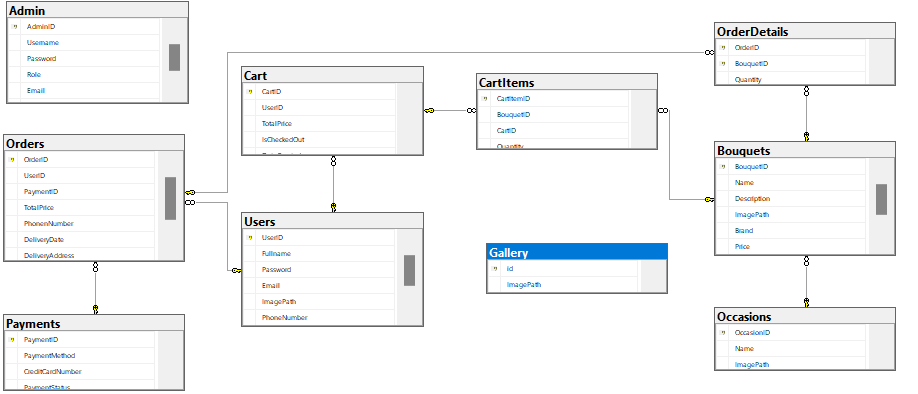 Admin
AdminID
Username
Password
Role
Email
Orders
OrderID
UserID
PaymentID
TotalPrice
PhonenNumber
DeliveryDate
DeliveryAddress
Payments
PaymentID
PaymentMethod
CreditCardNumber
PaymentStatus
Cart
CartID
UserID
TotalPrice
IsCheckedOut
Users
UserID
Fullname
Password
Email
ImagePath
PhoneNumber
CartItems
CartItemID
BouquetID
CartID
Quantity
Gallery
Id
ImagePath
OrderDetails
OrderID
BouquetID
Quantity
Bouquets
BouquetID
Name
Description
ImagePath
Brand
Price
Occasions
OccasionID
Name
ImagePath